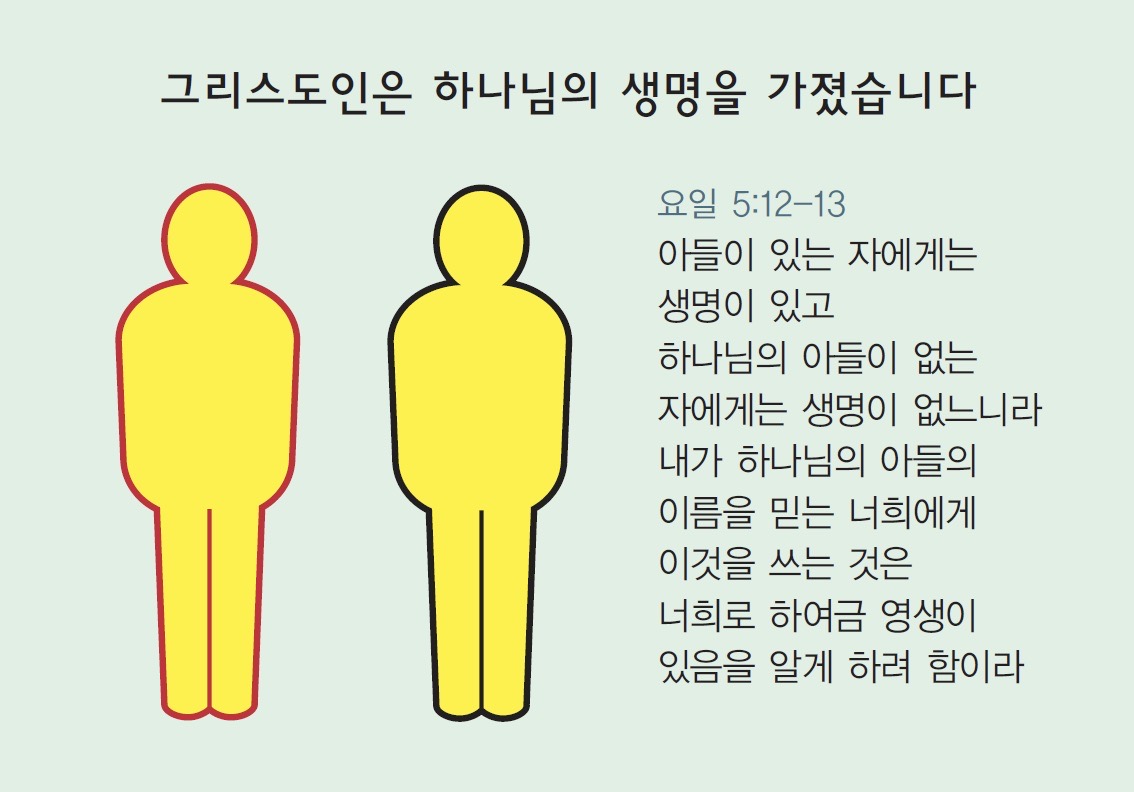 그리스도인은 하나님의 생명을 가졌습니다
요일 5:12–13
아들이 있는 자에게는
생명이 있고
하나님의 아들이 없는
자에게는 생명이 없느니라
내가 하나님의 아들의
이름을 믿는 너희에게
이것을 쓰는 것은
너희로 하여금 영생이
있음을 알게 하려 함이라